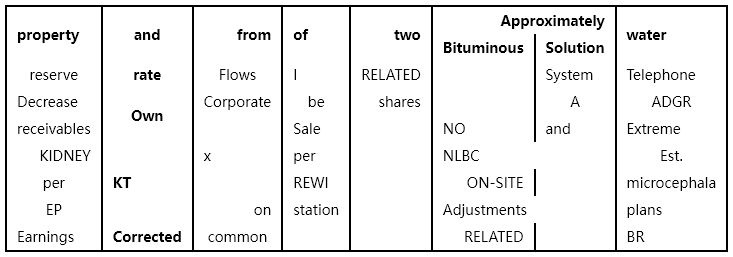 property and from of two Approximately water
Bituminous Solution
reserve rate Flows I RELATED System Telephone
Decrease Own Corporate be shares A ADGR
receivables Sale NO and Extreme
KIDNEY x per NLBC Est.
per KT REWI ON-SITE microcephala
EP on station Adjustments plans
Earnings Corrected common RELATED BR